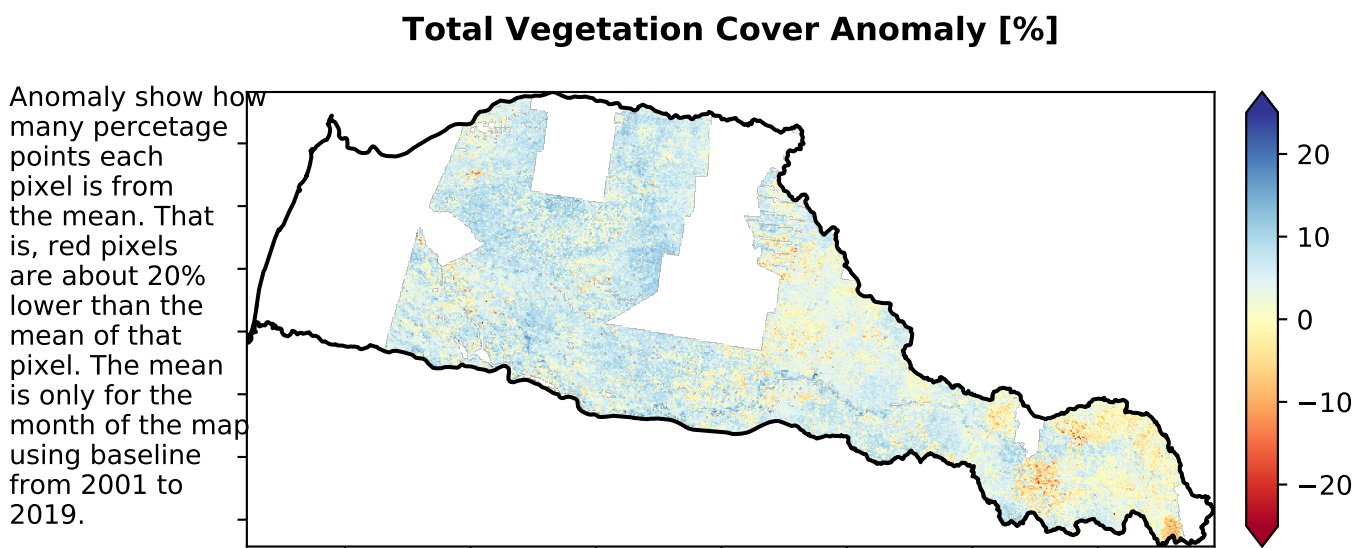 Total Vegetation Cover Anomaly [%]
Anomaly show how
many percetage
points each
pixel is from
the mean. That
is, red pixels
are about 20%
lower than the
mean of that
pixel. The mean
is only for the
month of the map
using baseline
from 2001 to
2019.
20
10
0
−10
−20